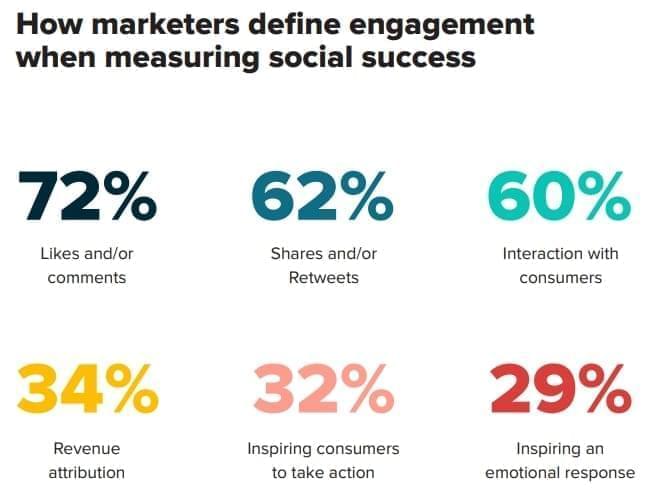 How marketers define engagement
when measuring social success
72%
62%
60%
Likes and/or
comments
Shares and/or
Retweets
Interaction with
consumers
34%
32%
29%
Revenue
attribution
Inspiring consumers
to take action
Inspiring an
emotional response